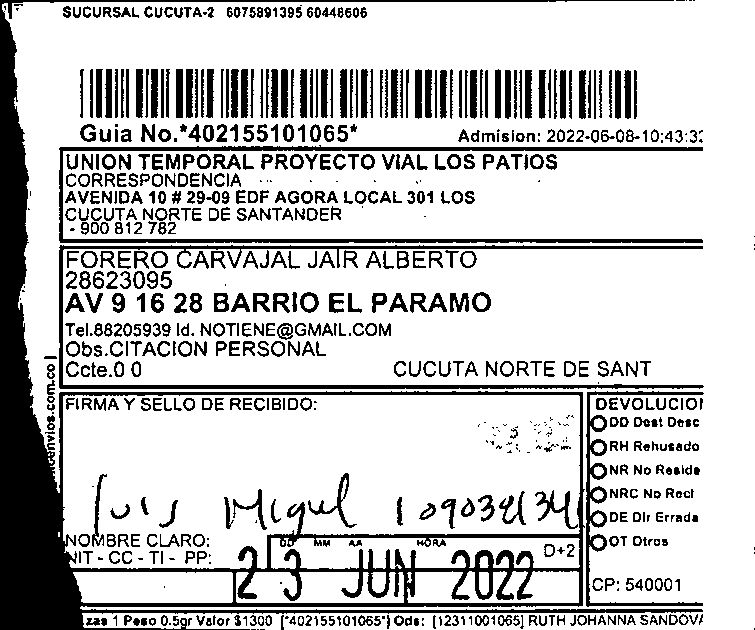 SUCURSAL CUCUTA-2 6075891395 60448606
Guia No.*402155101065*
Admision: 2022-06-08-10:43:3
UNION TEMPORAL PROYECTO VIAL LOS PATIOS
CORRESPONDENCIA
AVENIDA 10 # 29-09 EDF AGORA LOCAL 301 LOS
CUCUTA NORTE DE SANTANDER
- 900 812 782
FORERO CARVAJAL JAIR ALBERTO
28623095
AV 9 16 28 BARRIO EL PARAMO
Tel.88205939 Id. NOTIENE@GMAIL.COM
Obs.CITACION PERSONAL
Ccte.0 0 CUCUTA NORTE DE SANT
envios.com.co
FIRMA Y SELLO DE RECIBIDO:
Luis Miguel
NOMBRE CLARO:
NIT - CC - TI - PP:
DD MM AA HORA
D+2
23 JUN 2022
DEVOLUCIO
DD Dest Desc
RH Rehusado
NR No Reside
NRC No Recl
DE Dir Errada
OT Otros
CP: 540001
zas 1 Peso 0.5gr Valor $1300 [*402155101065*] Ods: [12311001065] RUTH JOHANNA SANDOVA